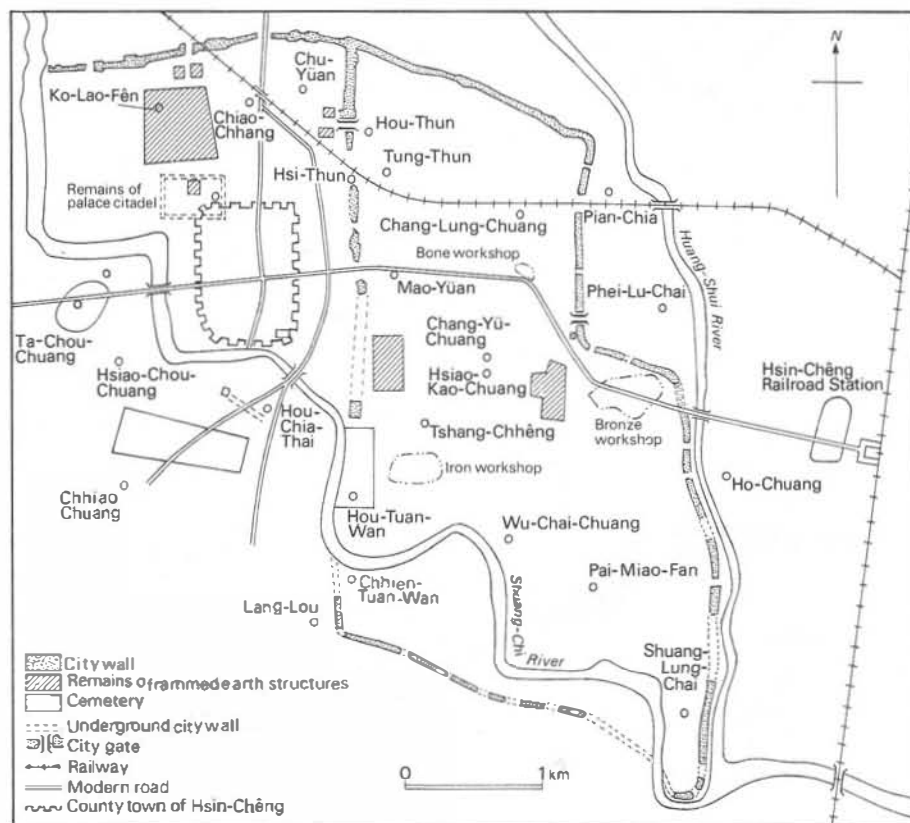 N
Chu-
Yüan
Ko-Lao-Fên
Chiao-
Chhang
Hou-Thun
Tung-Thun
Hsi-Thun
Remains of
palace citadel
Chang-Lung-Chuang
Pian-Chia
Bone workshop
Huang-Shui River
Mao-Yüan
Phei-Lu-Chai
Ta-Chou-
Chuang
Chang-Yü-
Chuang
Hsiao-Chou-
Chuang
Hsiao-
Kao-Chuang
Hsin-Chêng
Railroad Station
Hou-
Chia-
Thai
Tshang-Chhêng
Bronze
workshop
Iron workshop
Chhiao
Chuang
Ho-Chuang
Hou-Tuan-
Wan
Wu-Chai-Chuang
Chhien-
Tuan-Wan
Pai-Miao-Fan
Lang-Lou
Shuang-Chi
River
Shuang-
Lung-
Chai
City wall
Remains of rammed earth structures
Cemetery
Underground city wall
City gate
Railway
Modern road
County town of Hsin-Chêng
0 1 km